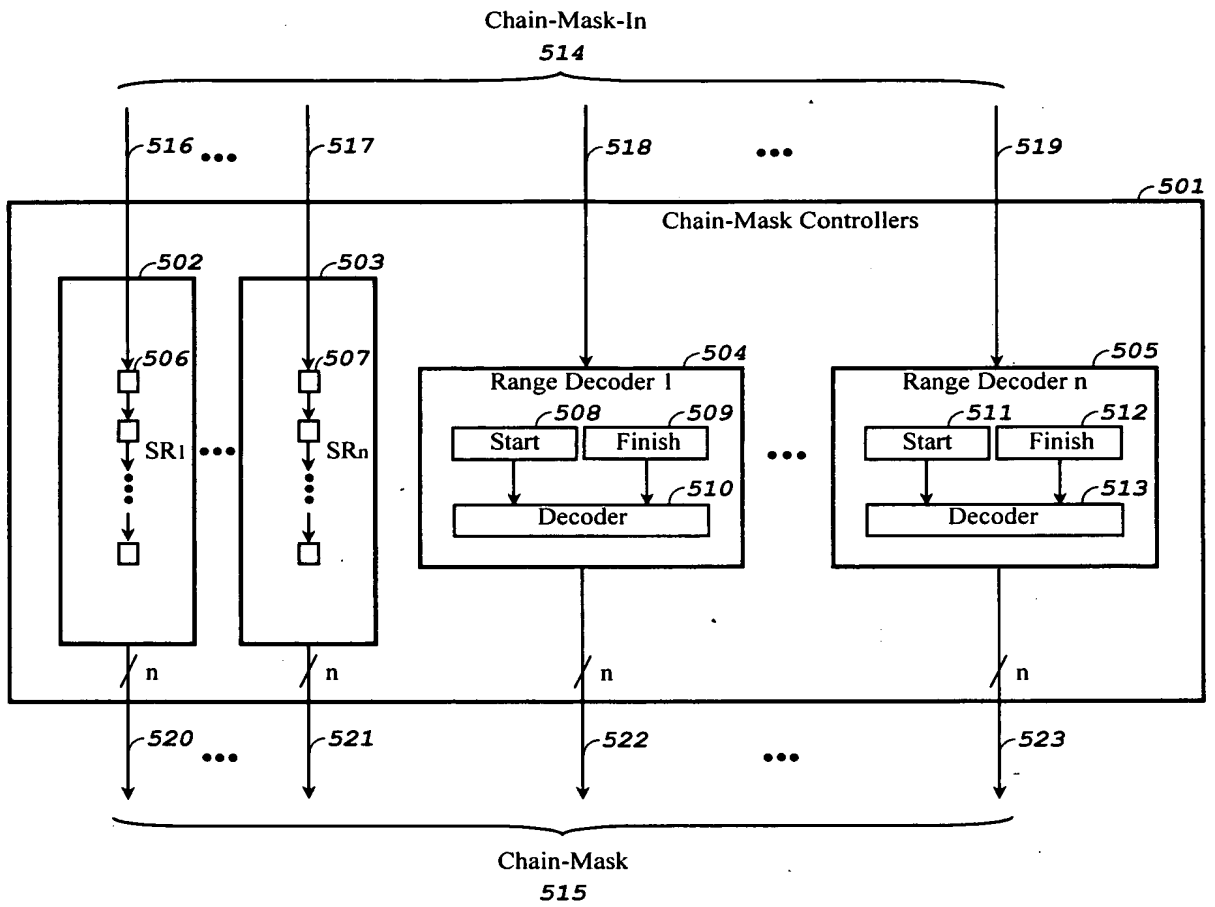 Chain-Mask-In
514
516 ••• 517 518 ••• 519
501
Chain-Mask Controllers
502 503
504 505
506 507
Range Decoder 1 Range Decoder n
508 509 511 512
Start Finish Start Finish
SR1 ••• SRn •••
510 513
Decoder Decoder
n n n n
520 ••• 521 522 ••• 523
Chain-Mask
515